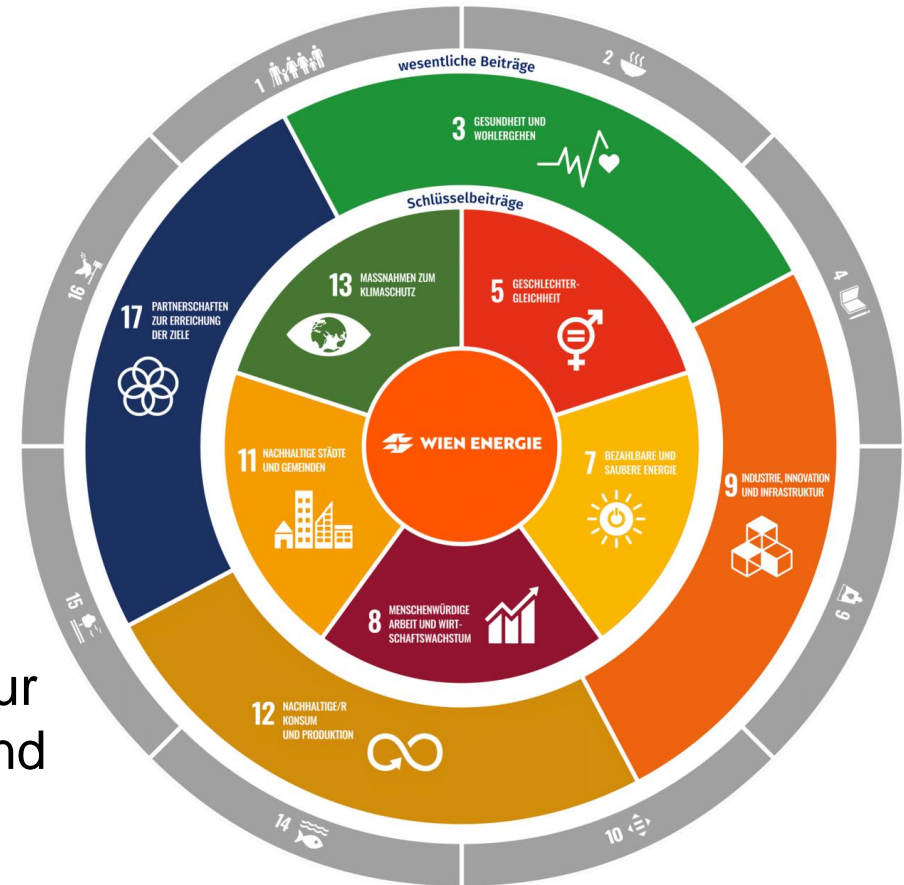 1
2
wesentliche Beiträge
3 GESUNDHEIT UND
WOHLERGEHEN
Schlüsselbeiträge
13 MASSNAHMEN ZUM
KLIMASCHUTZ
5 GESCHLECHTER-
GLEICHHEIT
16
4
17 PARTNERSCHAFTEN
ZUR ERREICHUNG
DER ZIELE
WIEN ENERGIE
11 NACHHALTIGE STÄDTE
UND GEMEINDEN
7 BEZAHLBARE UND
SAUBERE ENERGIE
9 INDUSTRIE, INNOVATION
UND INFRASTRUKTUR
8 MENSCHENWÜRDIGE
ARBEIT UND WIRT-
SCHAFTSWACHSTUM
15
6
12 NACHHALTIGE/R
KONSUM
UND PRODUKTION
14
10
ur
nd